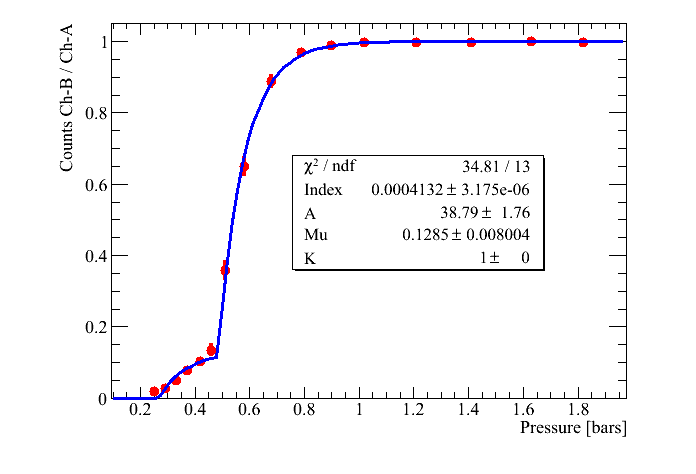 Counts Ch-B / Ch-A
1
0.8
0.6
0.4
0.2
0
χ² / ndf 34.81 / 13
Index 0.0004132 ± 3.175e-06
A 38.79 ± 1.76
Mu 0.1285 ± 0.008004
K 1 ± 0
0.2 0.4 0.6 0.8 1 1.2 1.4 1.6 1.8
Pressure [bars]